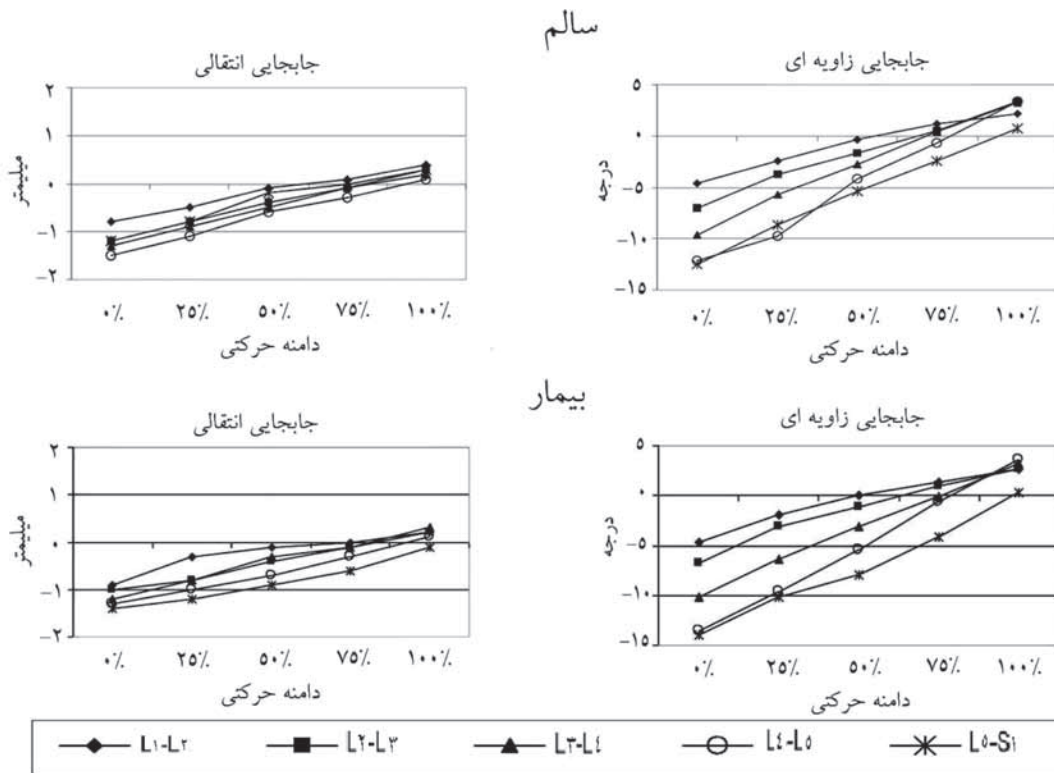 سالم
جابجایی زاویه ای
درجه
۵
۰
-۵
-۱۰
-۱۵
۰٪ ۲۵٪ ۵۰٪ ۷۵٪ ۱۰۰٪
دامنه حرکتی
جابجایی انتقالی
میلیمتر
۲
۱
۰
-۱
-۲
۰٪ ۲۵٪ ۵۰٪ ۷۵٪ ۱۰۰٪
دامنه حرکتی
بیمار
جابجایی زاویه ای
درجه
۵
۰
-۵
-۱۰
-۱۵
۰٪ ۲۵٪ ۵۰٪ ۷۵٪ ۱۰۰٪
دامنه حرکتی
جابجایی انتقالی
میلیمتر
۲
۱
۰
-۱
-۲
۰٪ ۲۵٪ ۵۰٪ ۷۵٪ ۱۰۰٪
دامنه حرکتی
L۱-L۲ L۲-L۳ L۳-L٤ L٤-L۵ L۵-S۱